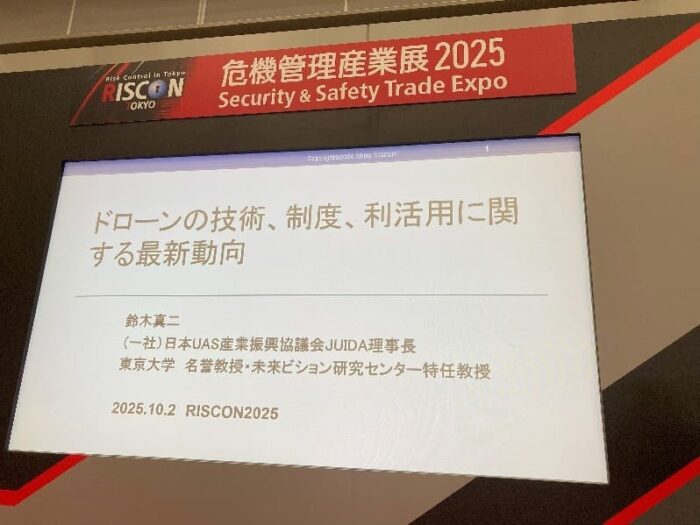 Risk Control in Tokyo
RISCON
TOKYO
危機管理産業展2025
Security & Safety Trade Expo
1
ドローンの技術、制度、利活用に関
する最新動向
鈴木真二
(一社)日本UAS産業振興協議会JUIDA理事長
東京大学 名誉教授・未来ビジョン研究センター特任教授
2025.10.2 RISCON2025